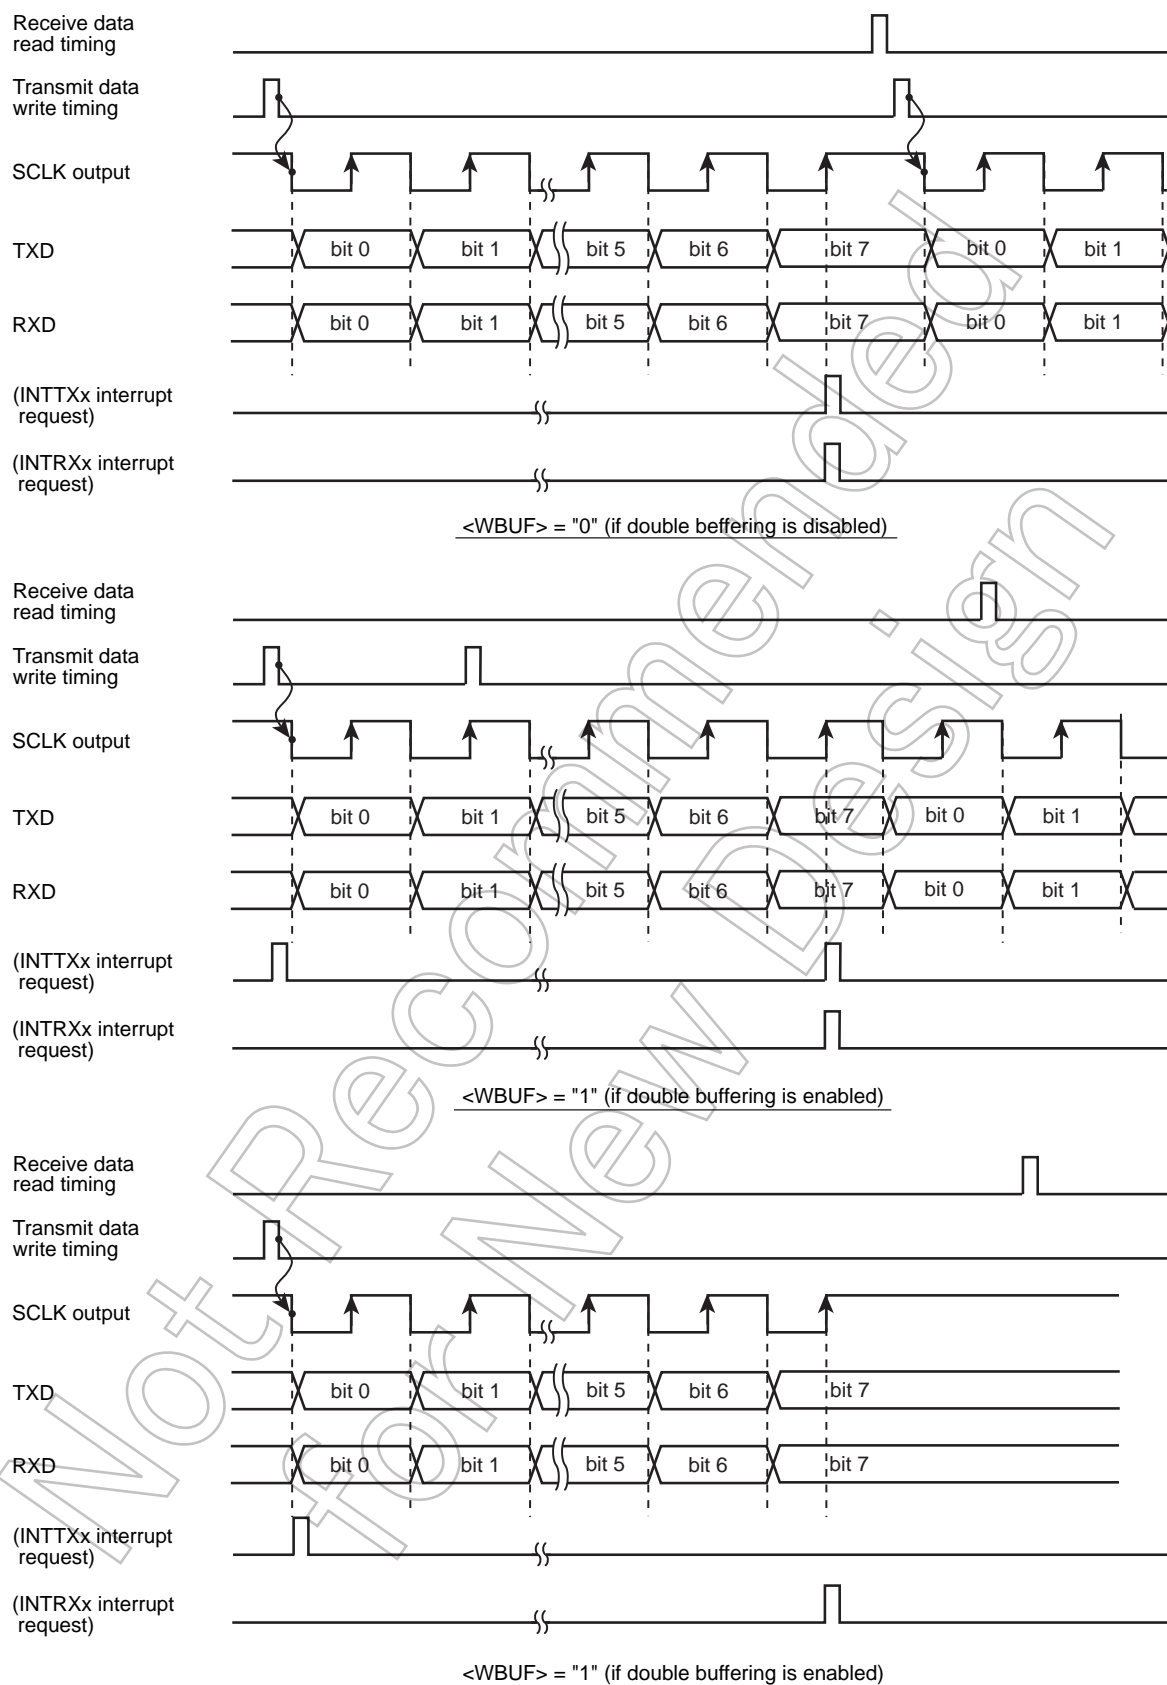 Receive data
read timing
Transmit data
write timing
SCLK output
TXD
bit 0 bit 1 bit 5 bit 6 bit 7 bit 0 bit 1
RXD
bit 0 bit 1 bit 5 bit 6 bit 7 bit 0 bit 1
(INTTXx interrupt
request)
(INTRXx interrupt
request)
<WBUF> = "0" (if double beffering is disabled)
Receive data
read timing
Transmit data
write timing
SCLK output
TXD
bit 0 bit 1 bit 5 bit 6 bit 7 bit 0 bit 1
RXD
bit 0 bit 1 bit 5 bit 6 bit 7 bit 0 bit 1
(INTTXx interrupt
request)
(INTRXx interrupt
request)
<WBUF> = "1" (if double buffering is enabled)
Receive data
read timing
Transmit data
write timing
SCLK output
TXD
bit 0 bit 1 bit 5 bit 6 bit 7
RXD
bit 0 bit 1 bit 5 bit 6 bit 7
(INTTXx interrupt
request)
(INTRXx interrupt
request)
<WBUF> = "1" (if double buffering is enabled)
Not Recommended
for New Design